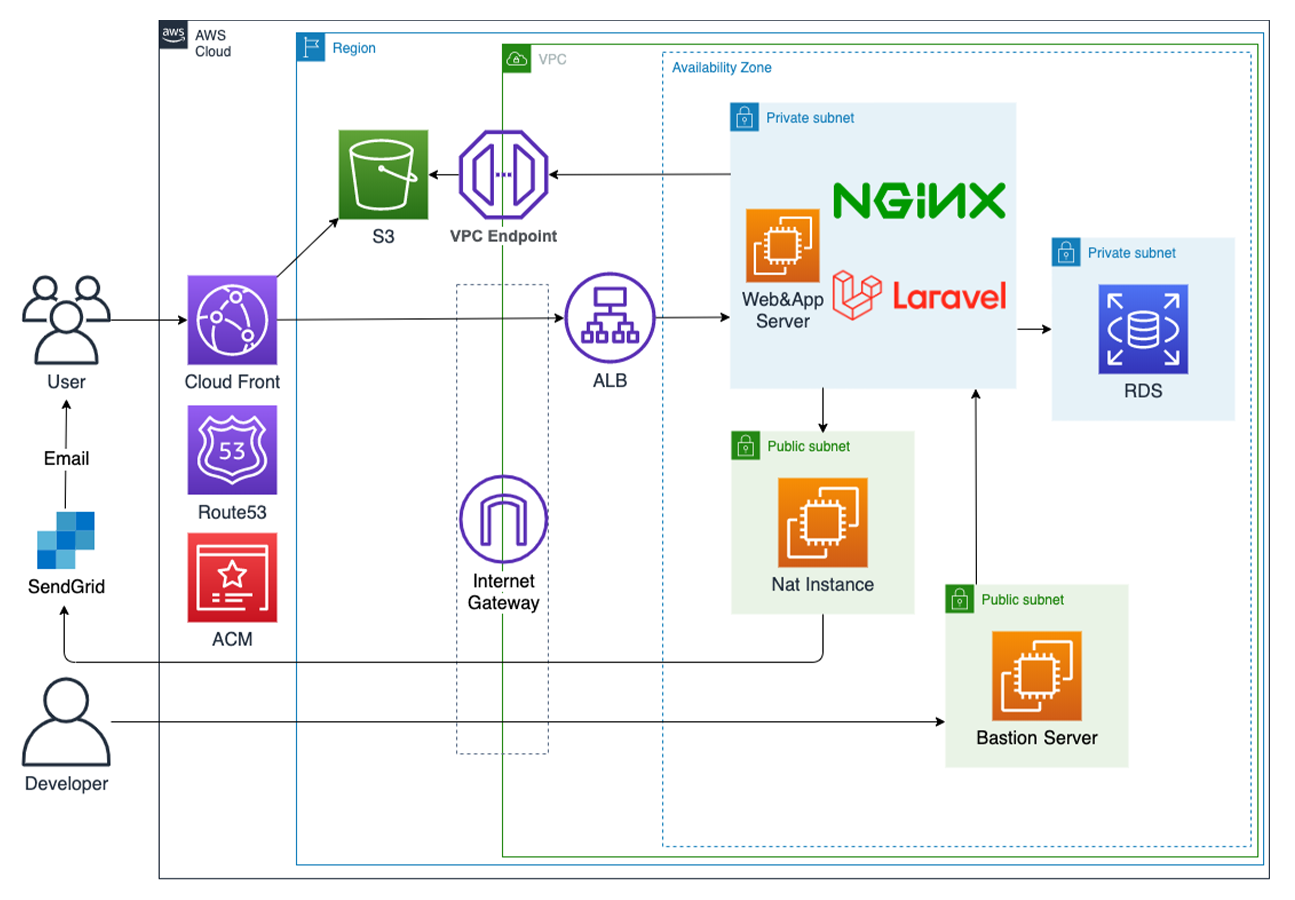 aws
AWS
Cloud
Region
VPC
Availability Zone
Private subnet
NGINX
S3
VPC Endpoint
Web&App
Server
Laravel
Private subnet
RDS
User
Cloud Front
ALB
Email
53
Route53
Public subnet
Nat Instance
SendGrid
Internet
Gateway
ACM
Public subnet
Bastion Server
Developer